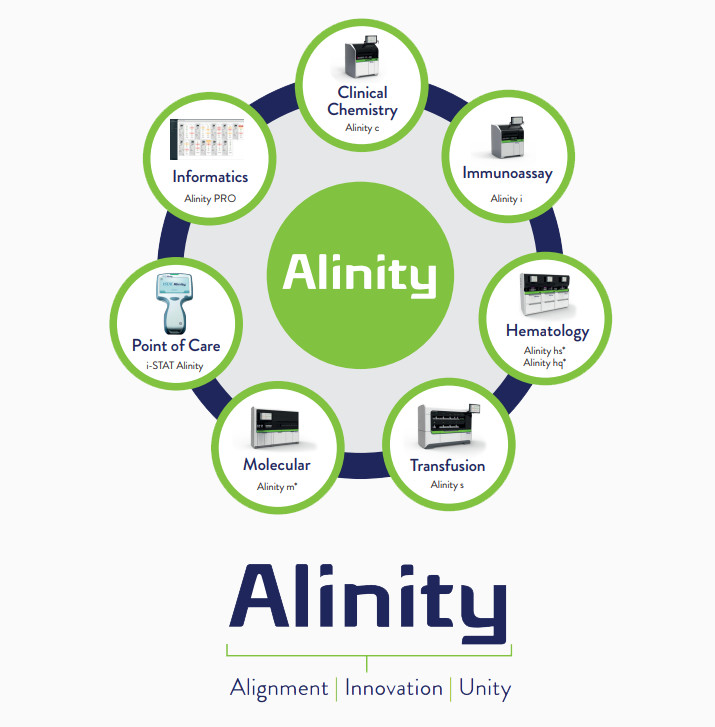 Clinical
Chemistry
Alinity c
Immunoassay
Alinity i
Hematology
Alinity hs*
Alinity hq*
Transfusion
Alinity s
Molecular
Alinity m*
Point of Care
i-STAT Alinity
Informatics
Alinity PRO
Alinity
Alinity
Alignment | Innovation | Unity